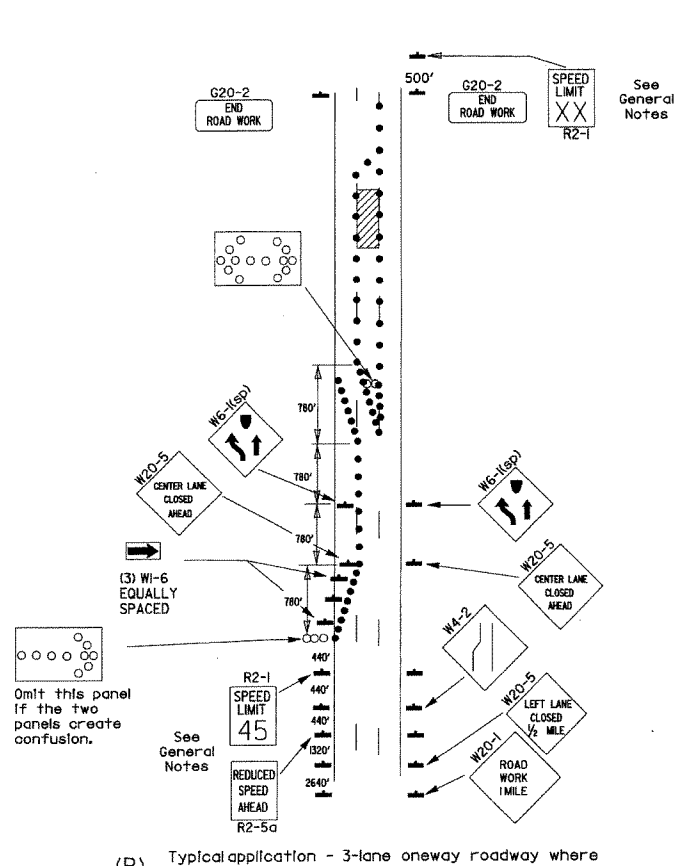 500'
G20-2
END
ROAD WORK
G20-2
END
ROAD WORK
SPEED
LIMIT
XX
R2-1
See
General
Notes
780'
W6-1(sp)
780'
W20-5
CENTER LANE
CLOSED
AHEAD
W6-1(sp)
780'
W20-5
CENTER LANE
CLOSED
AHEAD
(3) W1-6
EQUALLY
SPACED
780'
W4-2
Omit this panel
if the two
panels create
confusion.
440'
R2-1
SPEED
LIMIT
45
440'
440'
W20-5
LEFT LANE
CLOSED
1/2 MILE
See
General
Notes
1320'
REDUCED
SPEED
AHEAD
R2-5a
2640'
W20-1
ROAD
WORK
1 MILE
(B) Typical application - 3-lane oneway roadway where